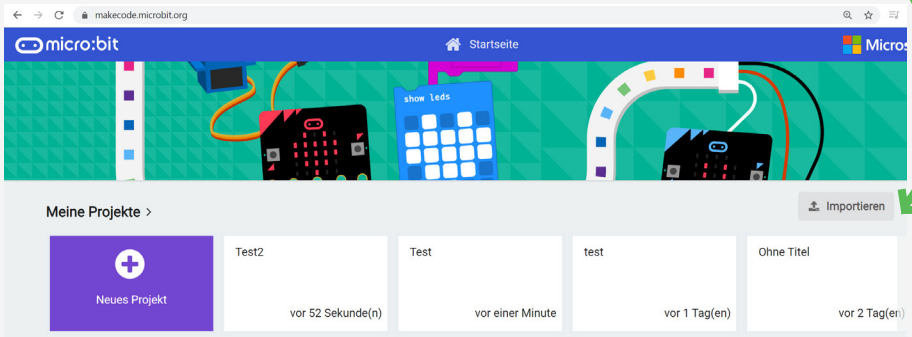 makecode.microbit.org
micro:bit
Startseite
Micros
show leds
Meine Projekte >
Importieren
Neues Projekt
Test2
vor 52 Sekunde(n)
Test
vor einer Minute
test
vor 1 Tag(en)
Ohne Titel
vor 2 Tag(en)